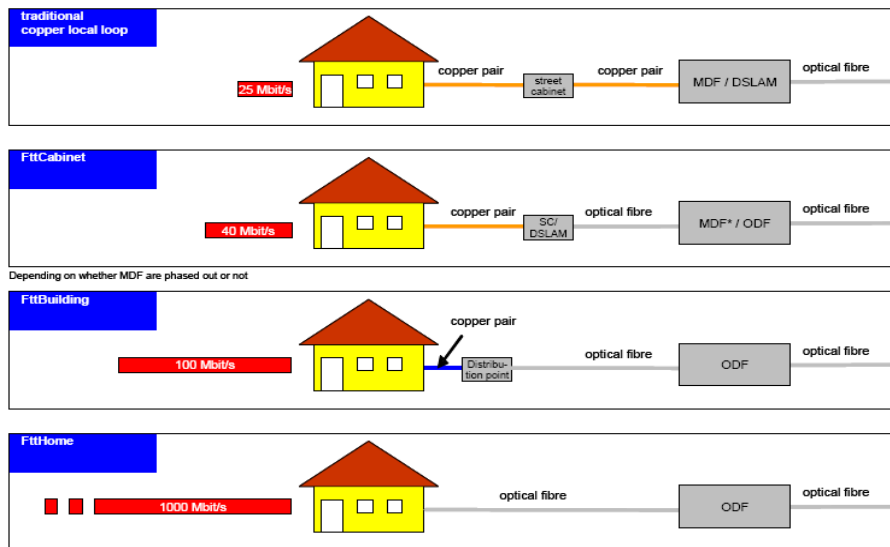 traditional
copper local loop
25 Mbit/s
copper pair
street
cabinet
copper pair
MDF / DSLAM
optical fibre
FttCabinet
40 Mbit/s
copper pair
SC/
DSLAM
optical fibre
MDF* / ODF
optical fibre
Depending on whether MDF are phased out or not
FttBuilding
100 Mbit/s
copper pair
Distribu-
tion point
optical fibre
ODF
optical fibre
FttHome
1000 Mbit/s
optical fibre
ODF
optical fibre